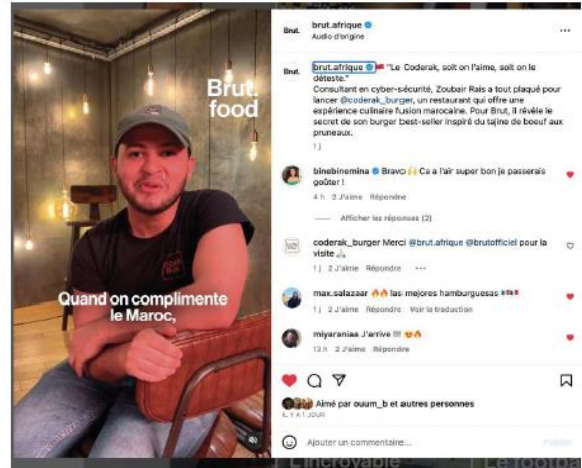 Brut.
food
Quand on complimente
le Maroc,
Brut.
brut.afrique
Audio d'origine
Brut.
brut.afrique "Le Coderak, soit on l'aime, soit on le
déteste."
Consultant en cyber-sécurité, Zoubair Rais a tout plaqué pour
lancer @coderak_burger, un restaurant qui offre une
expérience culinaire fusion marocaine. Pour Brut, il révèle le
secret de son burger best-seller inspiré du tajine de boeuf aux
pruneaux.
1 j
binebinemina Bravo Ca a l'air super bon je passerais
goûter !
4 h 2 J'aime Répondre
Afficher les réponses (2)
coderak_burger Merci @brut.afrique @brutofficiel pour la
visite
1 j 2 J'aime Répondre
max.salazaar las mejores hamburguesas
1 j 2 J'aime Répondre Voir la traduction
miyaraniaa J'arrive !!!
12 h 2 J'aime Répondre
Aimé par ouum_b et autres personnes
IL Y A 1 JOUR
Ajouter un commentaire...
Publier
L'incroyable
Le footba